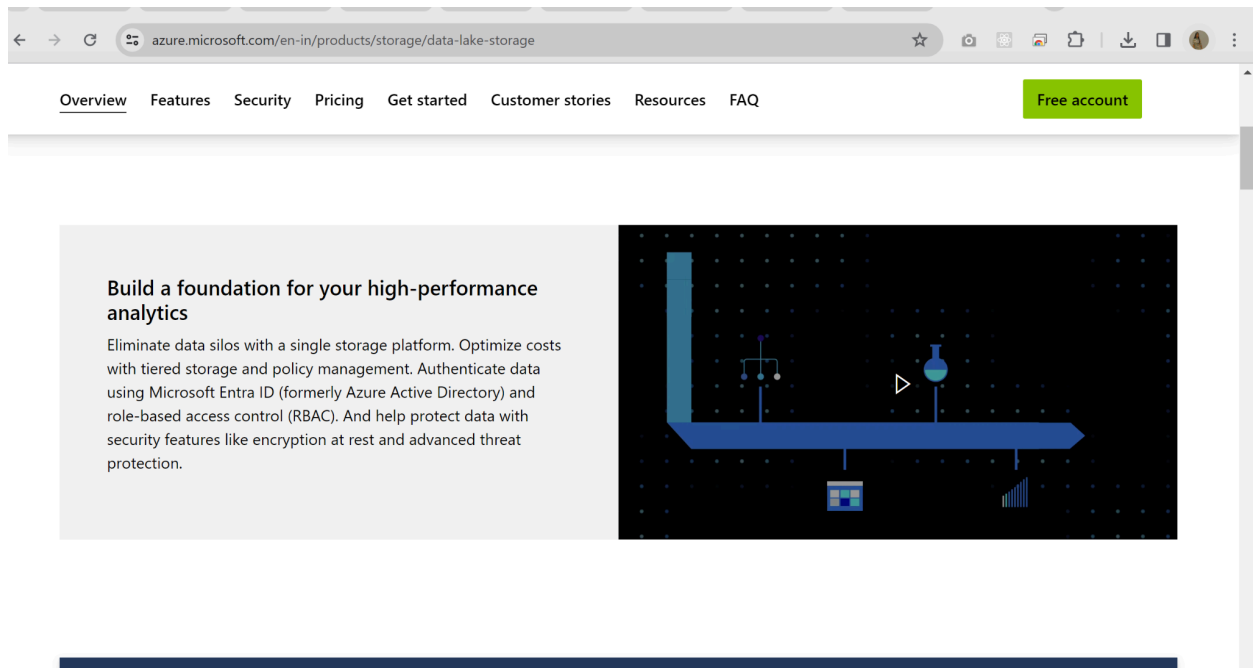 azure.microsoft.com/en-in/products/storage/data-lake-storage
Overview Features Security Pricing Get started Customer stories Resources FAQ Free account
Build a foundation for your high-performance
analytics
Eliminate data silos with a single storage platform. Optimize costs
with tiered storage and policy management. Authenticate data
using Microsoft Entra ID (formerly Azure Active Directory) and
role-based access control (RBAC). And help protect data with
security features like encryption at rest and advanced threat
protection.